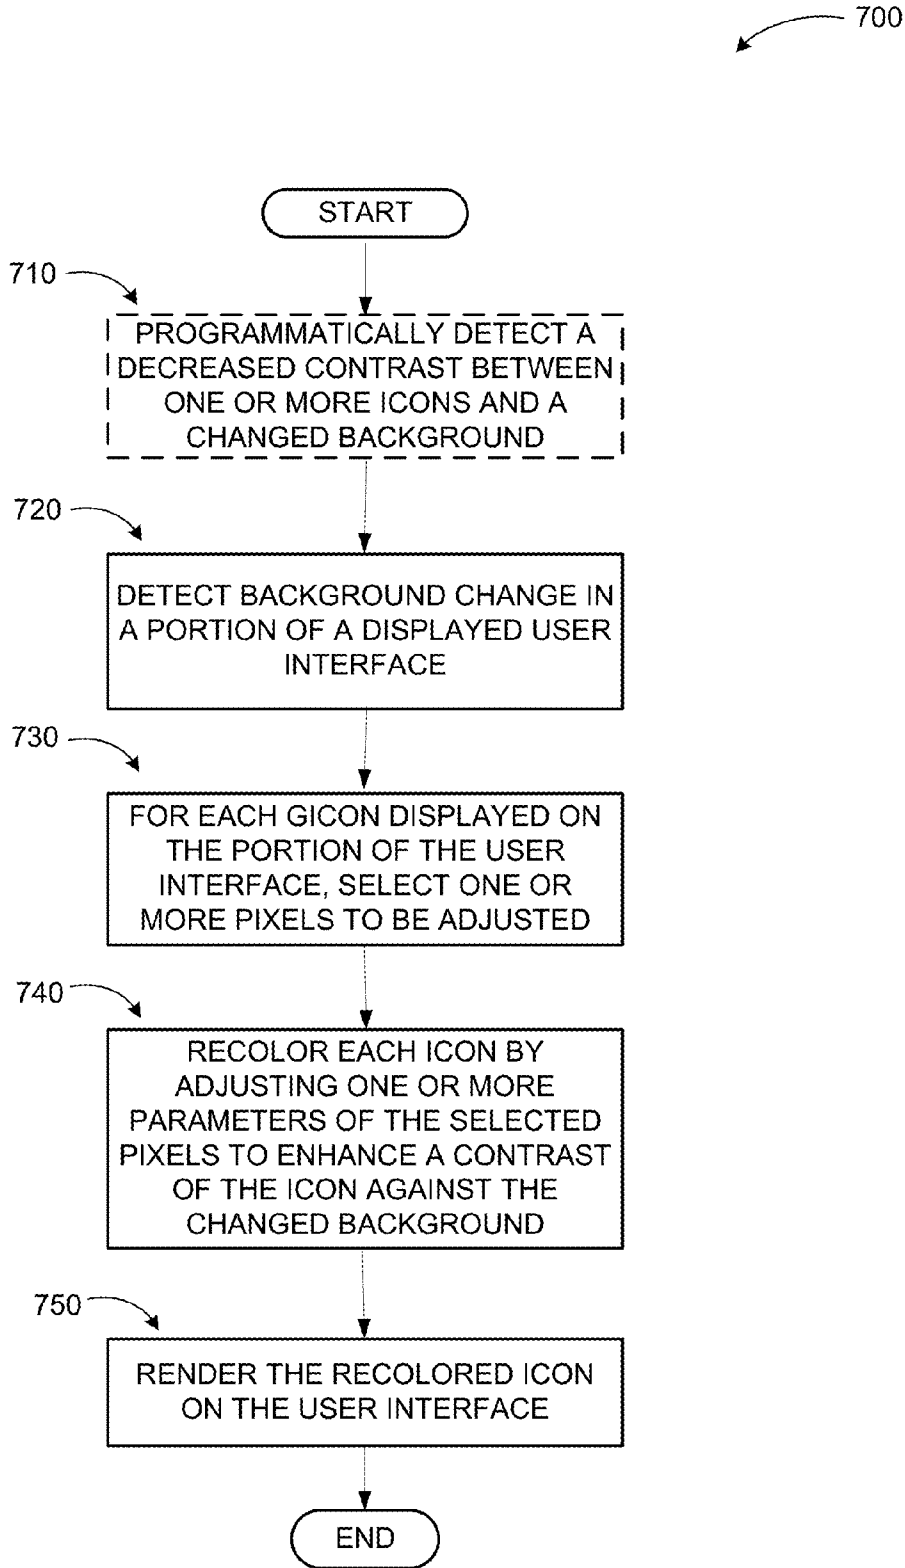 700
START
710
PROGRAMMATICALLY DETECT A
DECREASED CONTRAST BETWEEN
ONE OR MORE ICONS AND A
CHANGED BACKGROUND
720
DETECT BACKGROUND CHANGE IN
A PORTION OF A DISPLAYED USER
INTERFACE
730
FOR EACH GICON DISPLAYED ON
THE PORTION OF THE USER
INTERFACE, SELECT ONE OR
MORE PIXELS TO BE ADJUSTED
740
RECOLOR EACH ICON BY
ADJUSTING ONE OR MORE
PARAMETERS OF THE SELECTED
PIXELS TO ENHANCE A CONTRAST
OF THE ICON AGAINST THE
CHANGED BACKGROUND
750
RENDER THE RECOLORED ICON
ON THE USER INTERFACE
END